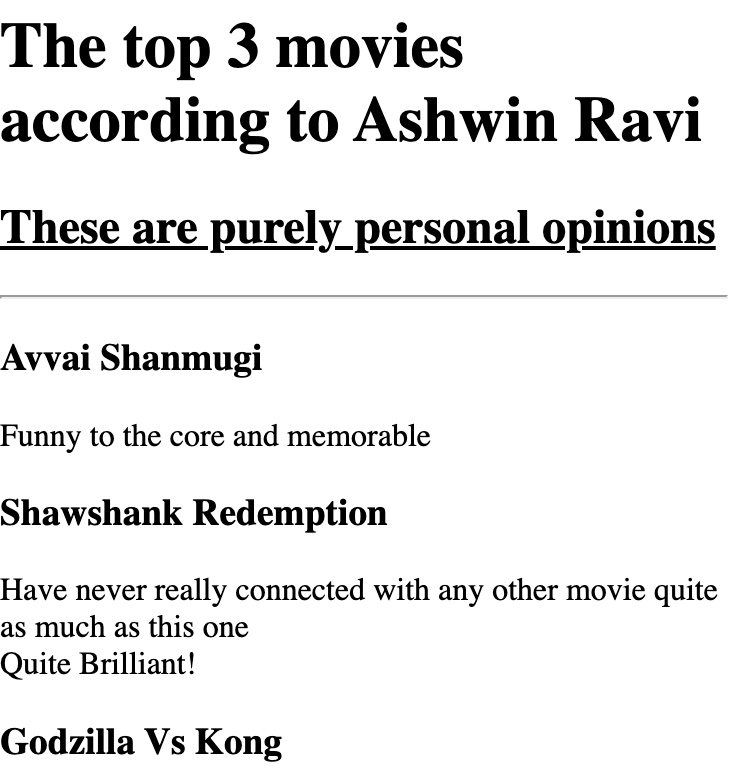 The top 3 movies
according to Ashwin Ravi
These are purely personal opinions
Avvai Shanmugi
Funny to the core and memorable
Shawshank Redemption
Have never really connected with any other movie quite
as much as this one
Quite Brilliant!
Godzilla Vs Kong